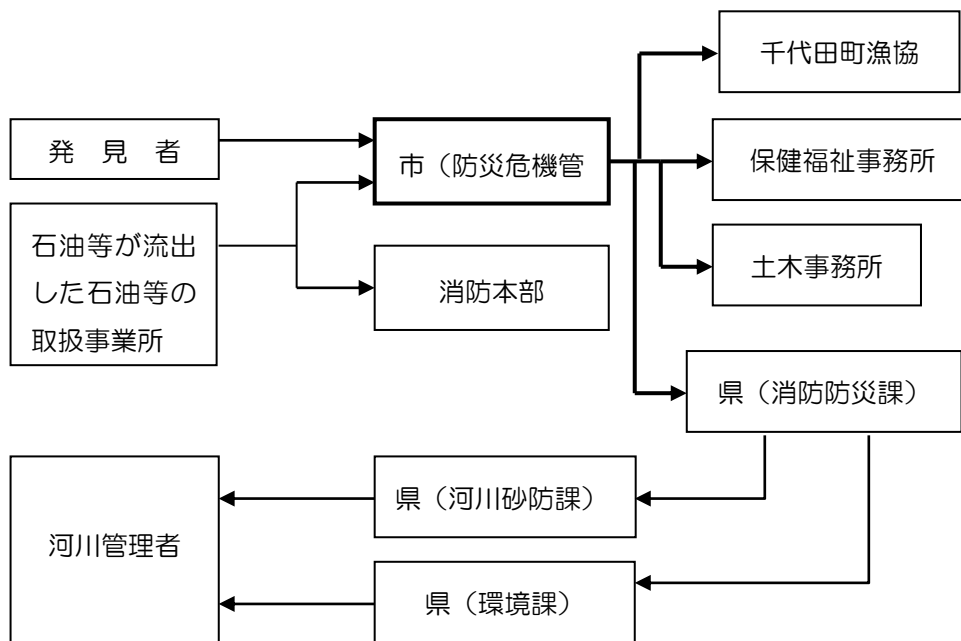 千代田町漁協
発　見　者
市（防災危機管
保健福祉事務所
石油等が流出
した石油等の
取扱事業所
消防本部
土木事務所
県（消防防災課）
河川管理者
県（河川砂防課）
県（環境課）